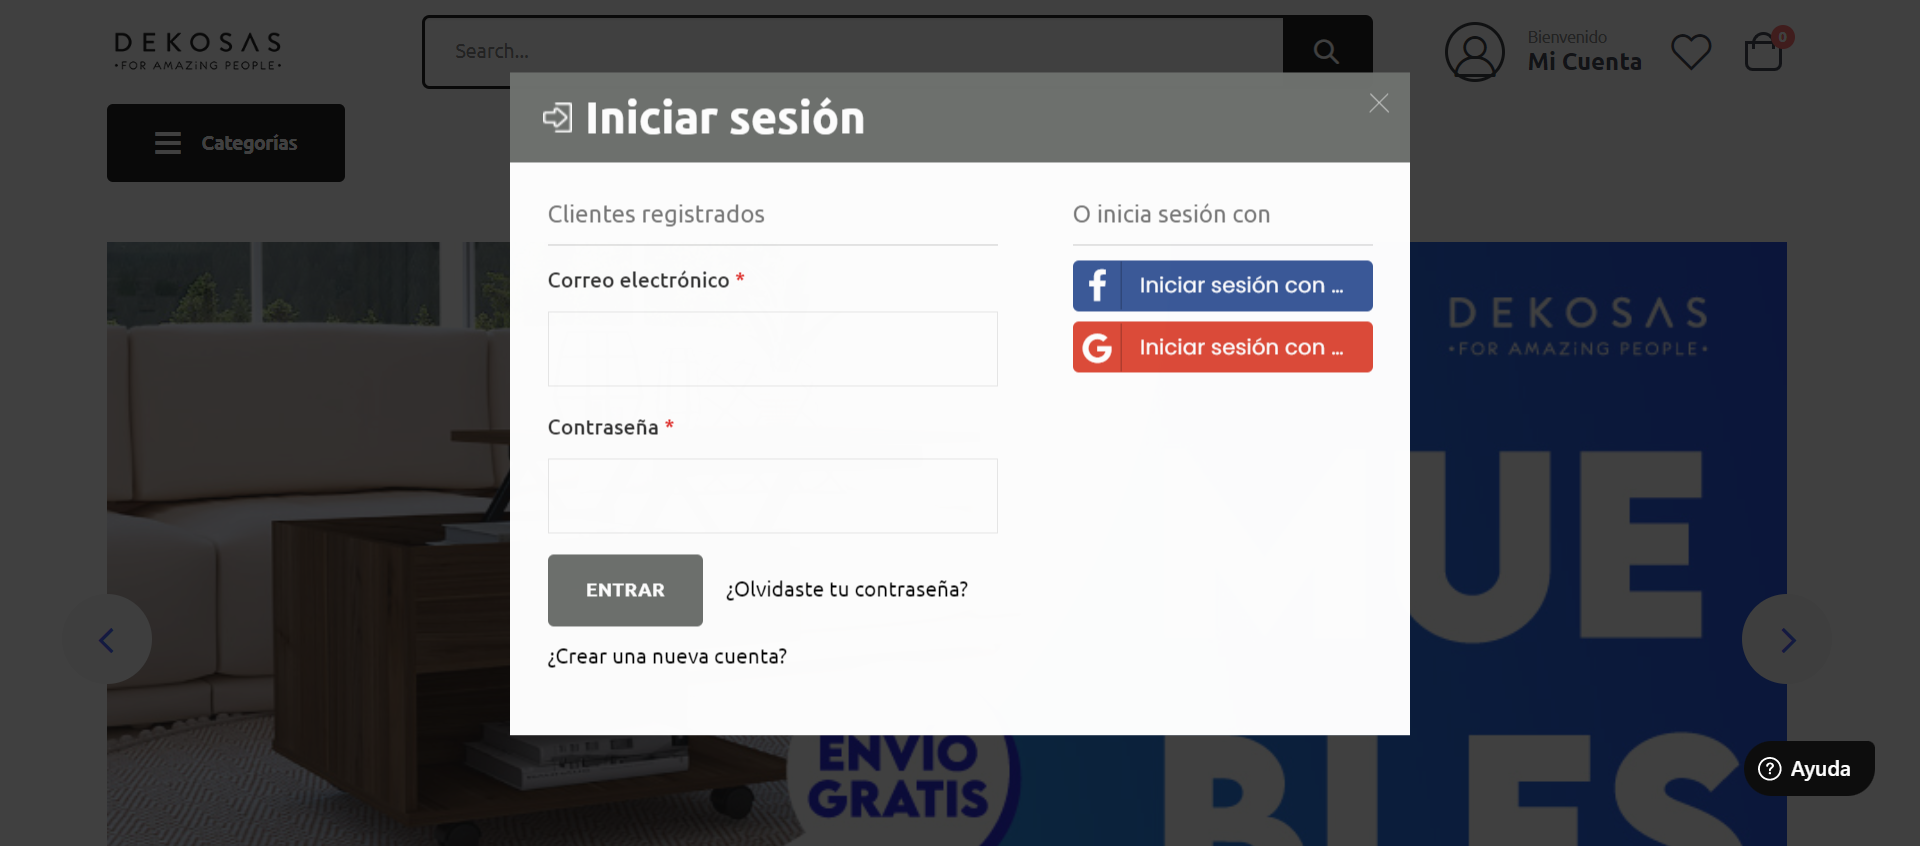 DEKOSAS
•FOR AMAZiNG PEOPLE•
Search...
Bienvenido
Mi Cuenta
0
Categorías
Iniciar sesión
Clientes registrados
Correo electrónico *
Contraseña *
ENTRAR
¿Olvidaste tu contraseña?
¿Crear una nueva cuenta?
O inicia sesión con
f Iniciar sesión con ...
G Iniciar sesión con ...
DEKOSAS
•FOR AMAZiNG PEOPLE•
UE
BLES
ENVIO
GRATIS
? Ayuda